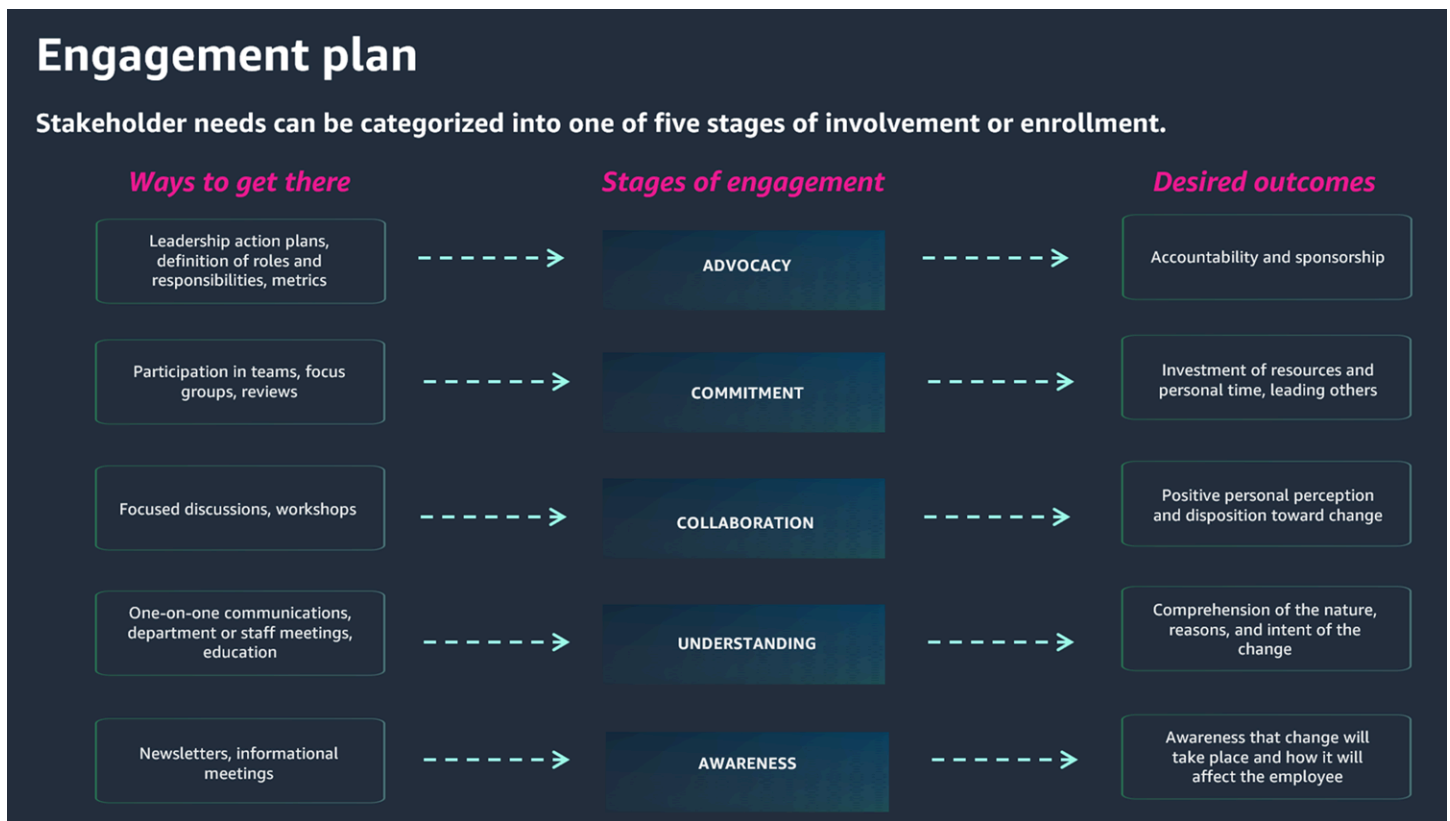 Engagement plan
Stakeholder needs can be categorized into one of five stages of involvement or enrollment.
Ways to get there
Stages of engagement
Desired outcomes
Leadership action plans,
definition of roles and
responsibilities, metrics
ADVOCACY
Accountability and sponsorship
Participation in teams, focus
groups, reviews
COMMITMENT
Investment of resources and
personal time, leading others
Focused discussions, workshops
COLLABORATION
Positive personal perception
and disposition toward change
One-on-one communications,
department or staff meetings,
education
UNDERSTANDING
Comprehension of the nature,
reasons, and intent of the
change
Newsletters, informational
meetings
AWARENESS
Awareness that change will
take place and how it will
affect the employee